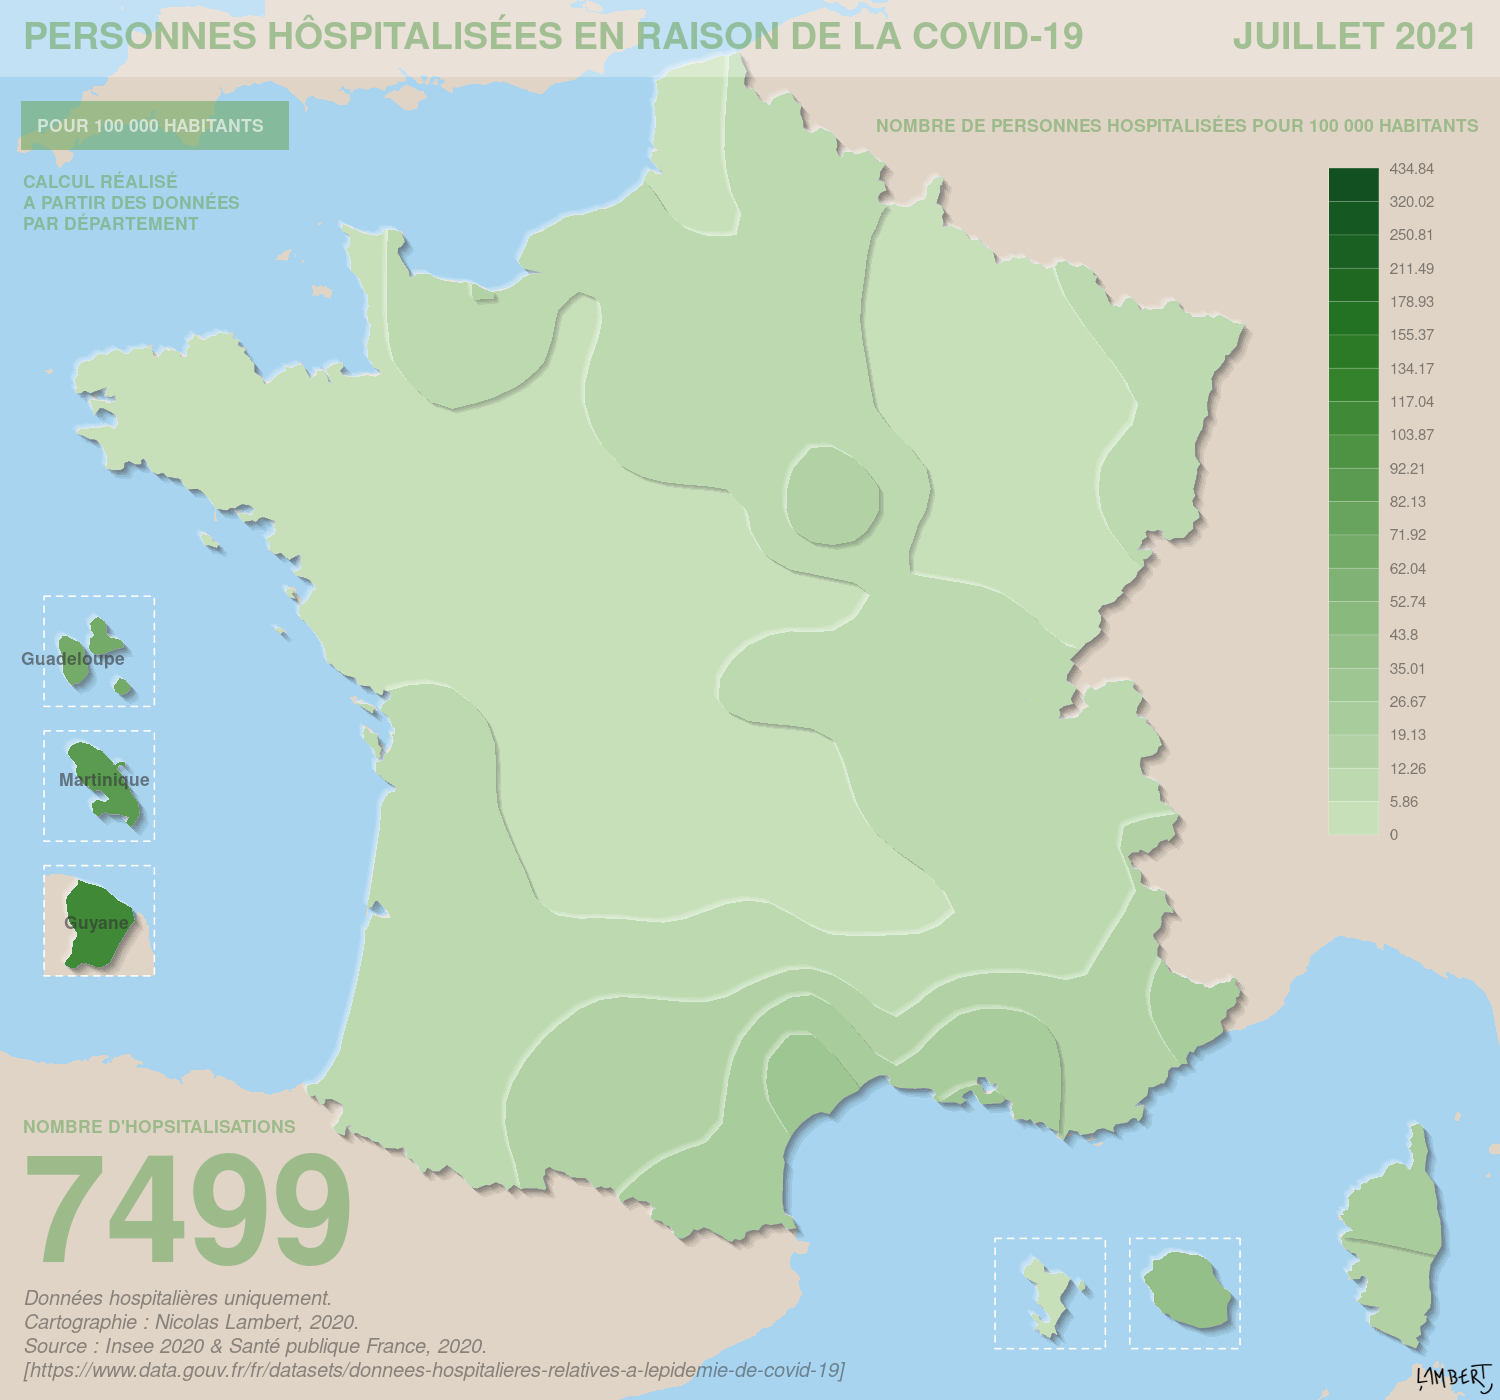 PERSONNES HÔSPITALISÉES EN RAISON DE LA COVID-19
JUILLET 2021
POUR 100 000 HABITANTS
CALCUL RÉALISÉ
A PARTIR DES DONNÉES
PAR DÉPARTEMENT
NOMBRE DE PERSONNES HOSPITALISÉES POUR 100 000 HABITANTS
434.84
320.02
250.81
211.49
178.93
155.37
134.17
117.04
103.87
92.21
82.13
71.92
62.04
52.74
43.8
35.01
26.67
19.13
12.26
5.86
0
Guadeloupe
Martinique
Guyane
NOMBRE D'HOPSITALISATIONS
7499
Données hospitalières uniquement.
Cartographie : Nicolas Lambert, 2020.
Source : Insee 2020 & Santé publique France, 2020.
[https://www.data.gouv.fr/fr/datasets/donnees-hospitalieres-relatives-a-lepidemie-de-covid-19]
LAMBERT